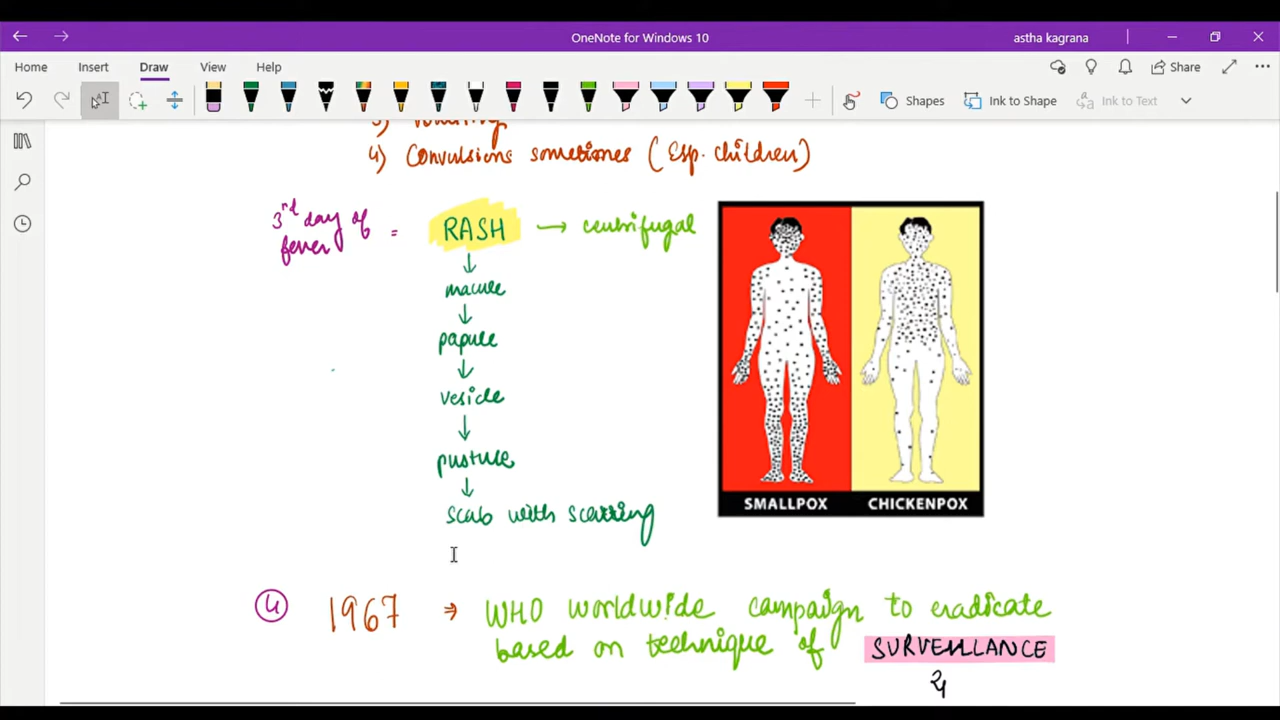 OneNote for Windows 10
astha kagrana
Home Insert Draw View Help
Share
Shapes Ink to Shape Ink to Text
3) Vomiting
4) Convulsions sometimes (Esp. children)
3rd day of
fever = RASH → centrifugal
↓
macule
↓
papule
↓
vesicle
↓
pustule
↓
scab with scarring
SMALLPOX CHICKENPOX
4 1967 ⇒ WHO worldwide campaign to eradicate
based on technique of SURVEILLANCE